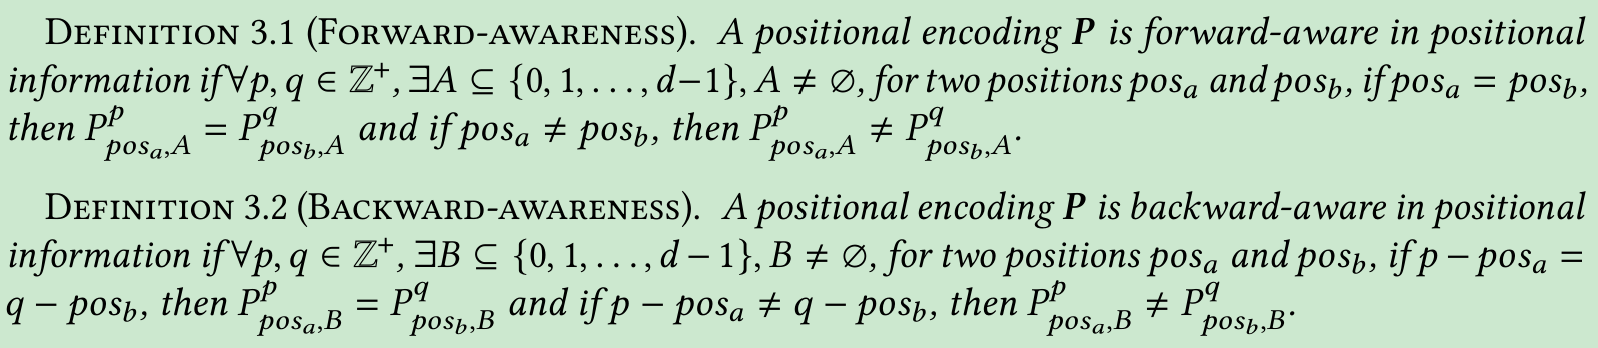 DEFINITION 3.1 (FORWARD-AWARENESS). A positional encoding P is forward-aware in positional
information if ∀p, q ∈ ℤ⁺, ∃A ⊆ {0, 1, . . . , d−1}, A ≠ ∅, for two positions pos_a and pos_b, if pos_a = pos_b,
then P^p_{pos_a,A} = P^q_{pos_b,A} and if pos_a ≠ pos_b, then P^p_{pos_a,A} ≠ P^q_{pos_b,A}.
DEFINITION 3.2 (BACKWARD-AWARENESS). A positional encoding P is backward-aware in positional
information if ∀p, q ∈ ℤ⁺, ∃B ⊆ {0, 1, . . . , d − 1}, B ≠ ∅, for two positions pos_a and pos_b, if p − pos_a =
q − pos_b, then P^p_{pos_a,B} = P^q_{pos_b,B} and if p − pos_a ≠ q − pos_b, then P^p_{pos_a,B} ≠ P^q_{pos_b,B}.